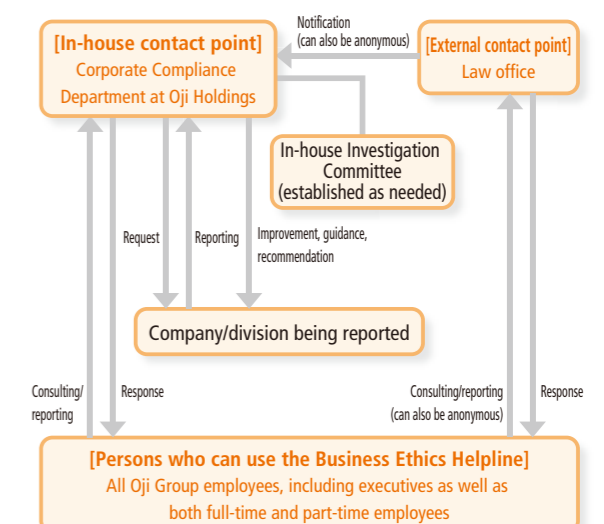 Notification
(can also be anonymous)
[In-house contact point]
Corporate Compliance
Department at Oji Holdings
[External contact point]
Law office
In-house Investigation
Committee
(established as needed)
Request
Reporting
Improvement, guidance,
recommendation
Company/division being reported
Consulting/
reporting
Response
Consulting/reporting
(can also be anonymous)
Response
[Persons who can use the Business Ethics Helpline]
All Oji Group employees, including executives as well as
both full-time and part-time employees